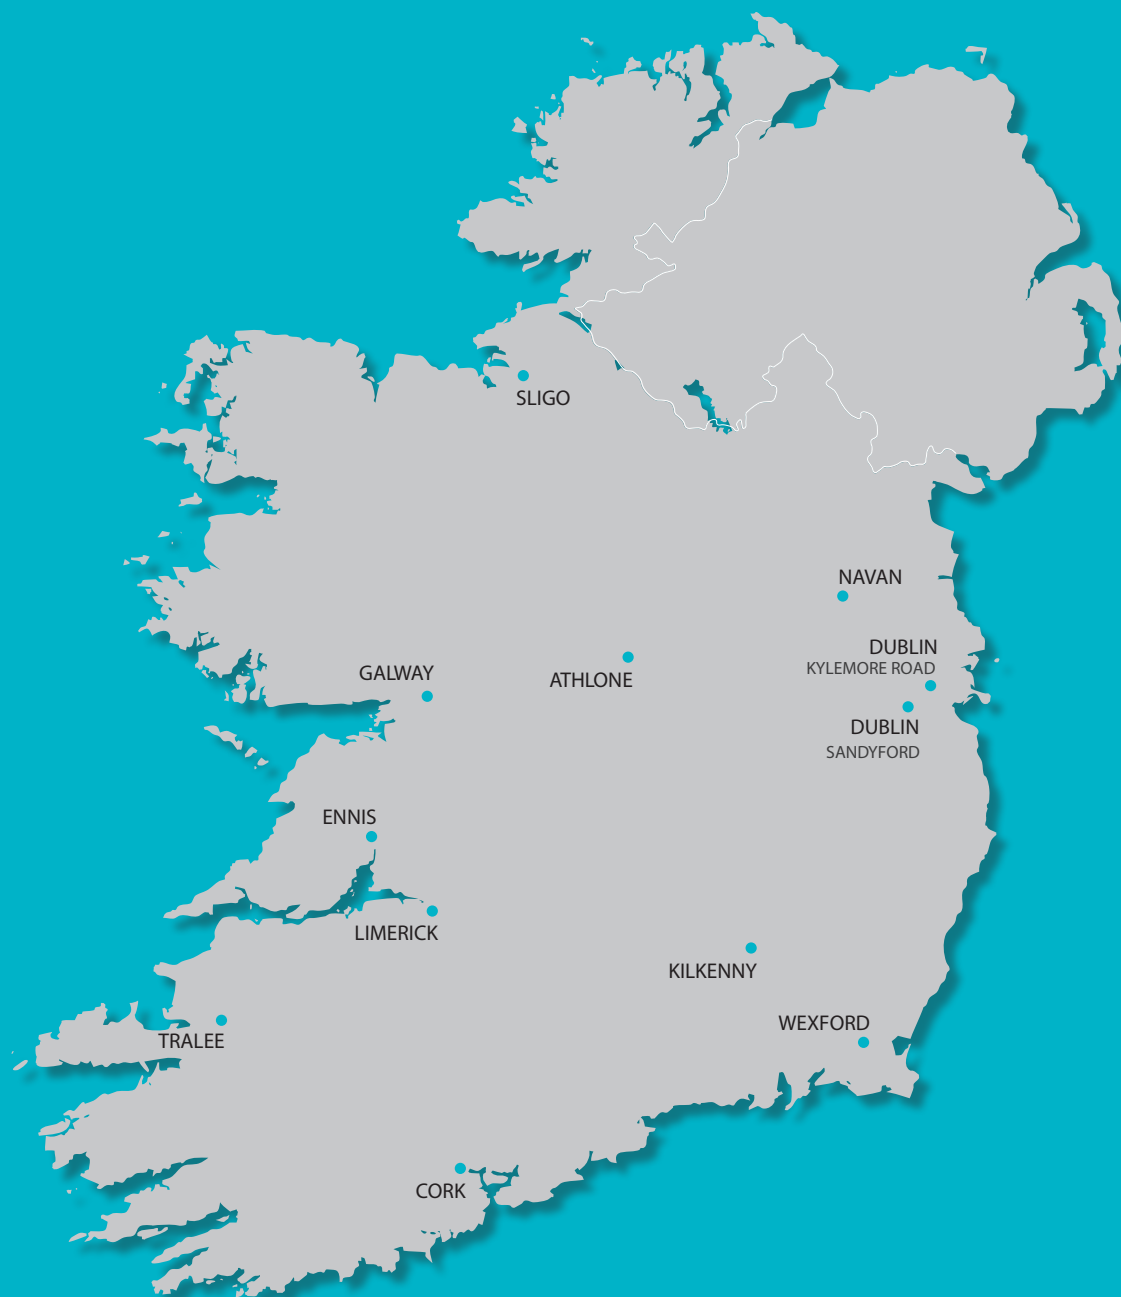 SLIGO
NAVAN
DUBLIN
KYLEMORE ROAD
GALWAY
ATHLONE
DUBLIN
SANDYFORD
ENNIS
LIMERICK
KILKENNY
WEXFORD
TRALEE
CORK